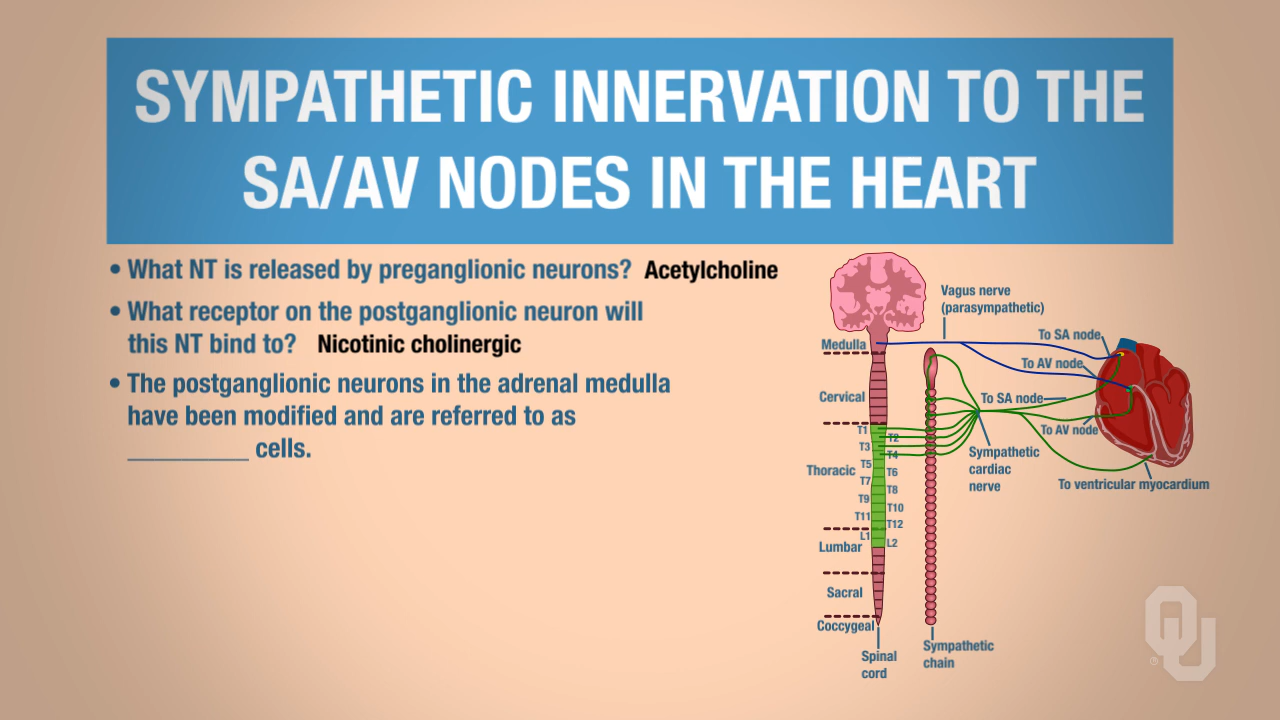 SYMPATHETIC INNERVATION TO THE
SA/AV NODES IN THE HEART
• What NT is released by preganglionic neurons? Acetylcholine
• What receptor on the postganglionic neuron will
this NT bind to? Nicotinic cholinergic
• The postganglionic neurons in the adrenal medulla
have been modified and are referred to as
__________ cells.
Vagus nerve
(parasympathetic)
To SA node
Medulla
To AV node
Cervical
To SA node
T1
To AV node
T2
T3
T4
Sympathetic
cardiac
nerve
T5
Thoracic
T6
T7
To ventricular myocardium
T8
T9
T10
T11
T12
L1
L2
Lumbar
Sacral
Coccygeal
Spinal
cord
Sympathetic
chain
OU
®